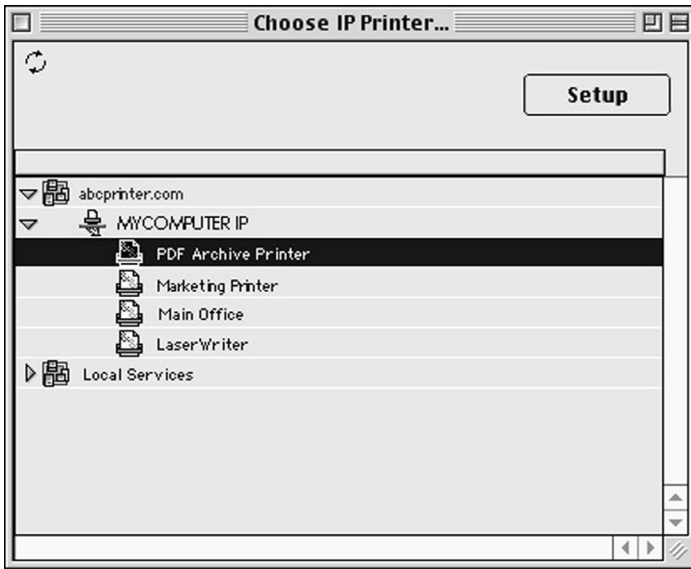 Choose IP Printer...
Setup
abcprinter.com
MYCOMPUTER IP
PDF Archive Printer
Marketing Printer
Main Office
LaserWriter
Local Services